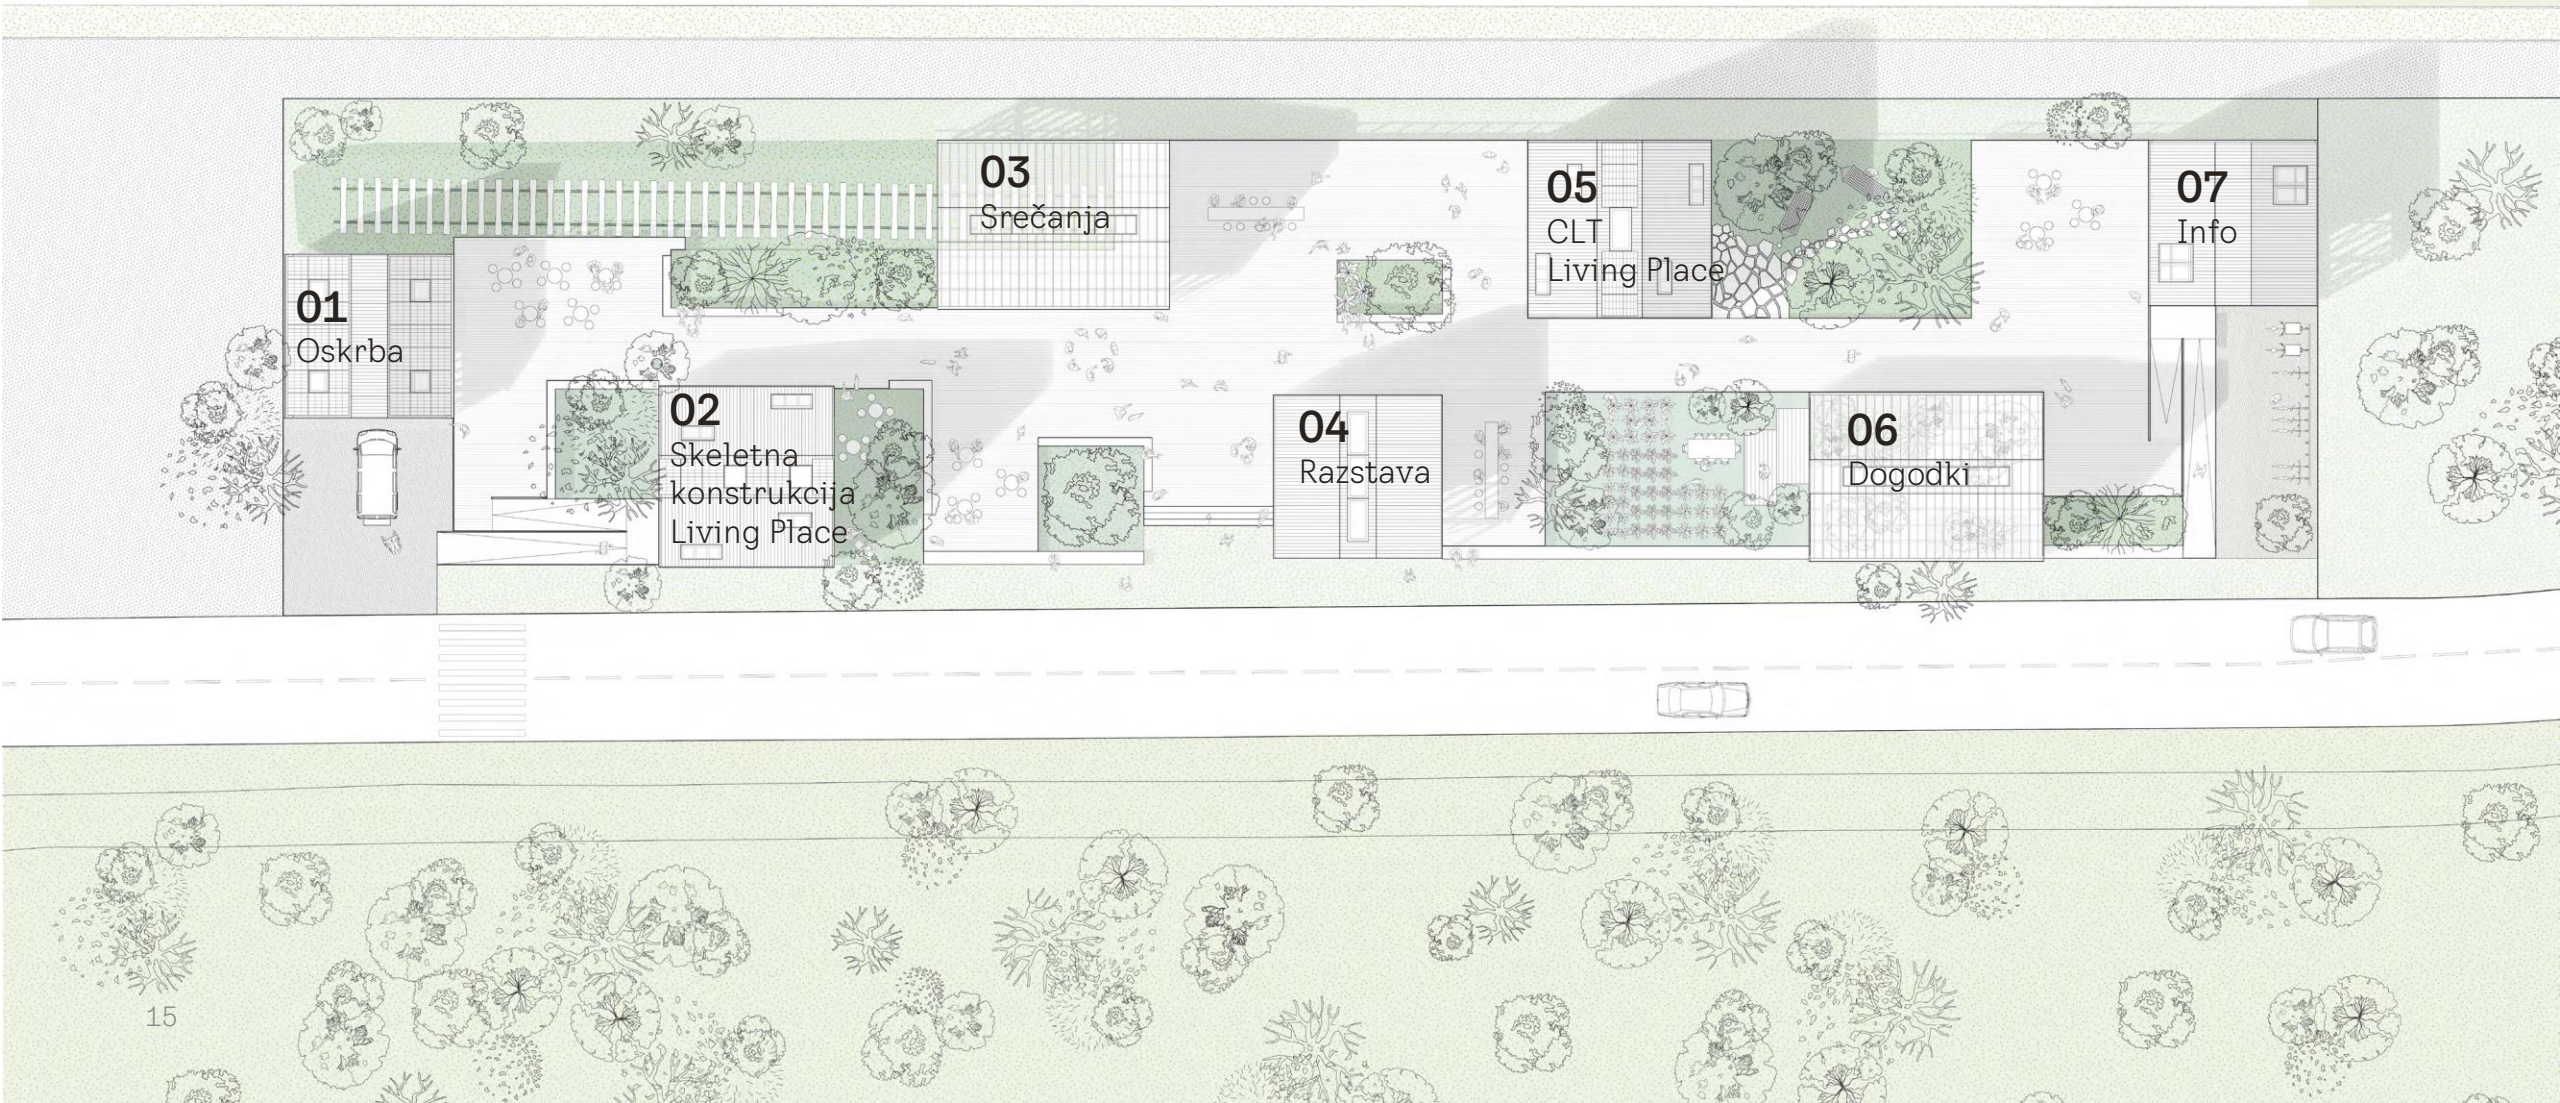 01
Oskrba
02
Skeletna
konstrukcija
Living Place
03
Srečanja
04
Razstava
05
CLT
Living Place
06
Dogodki
07
Info
15